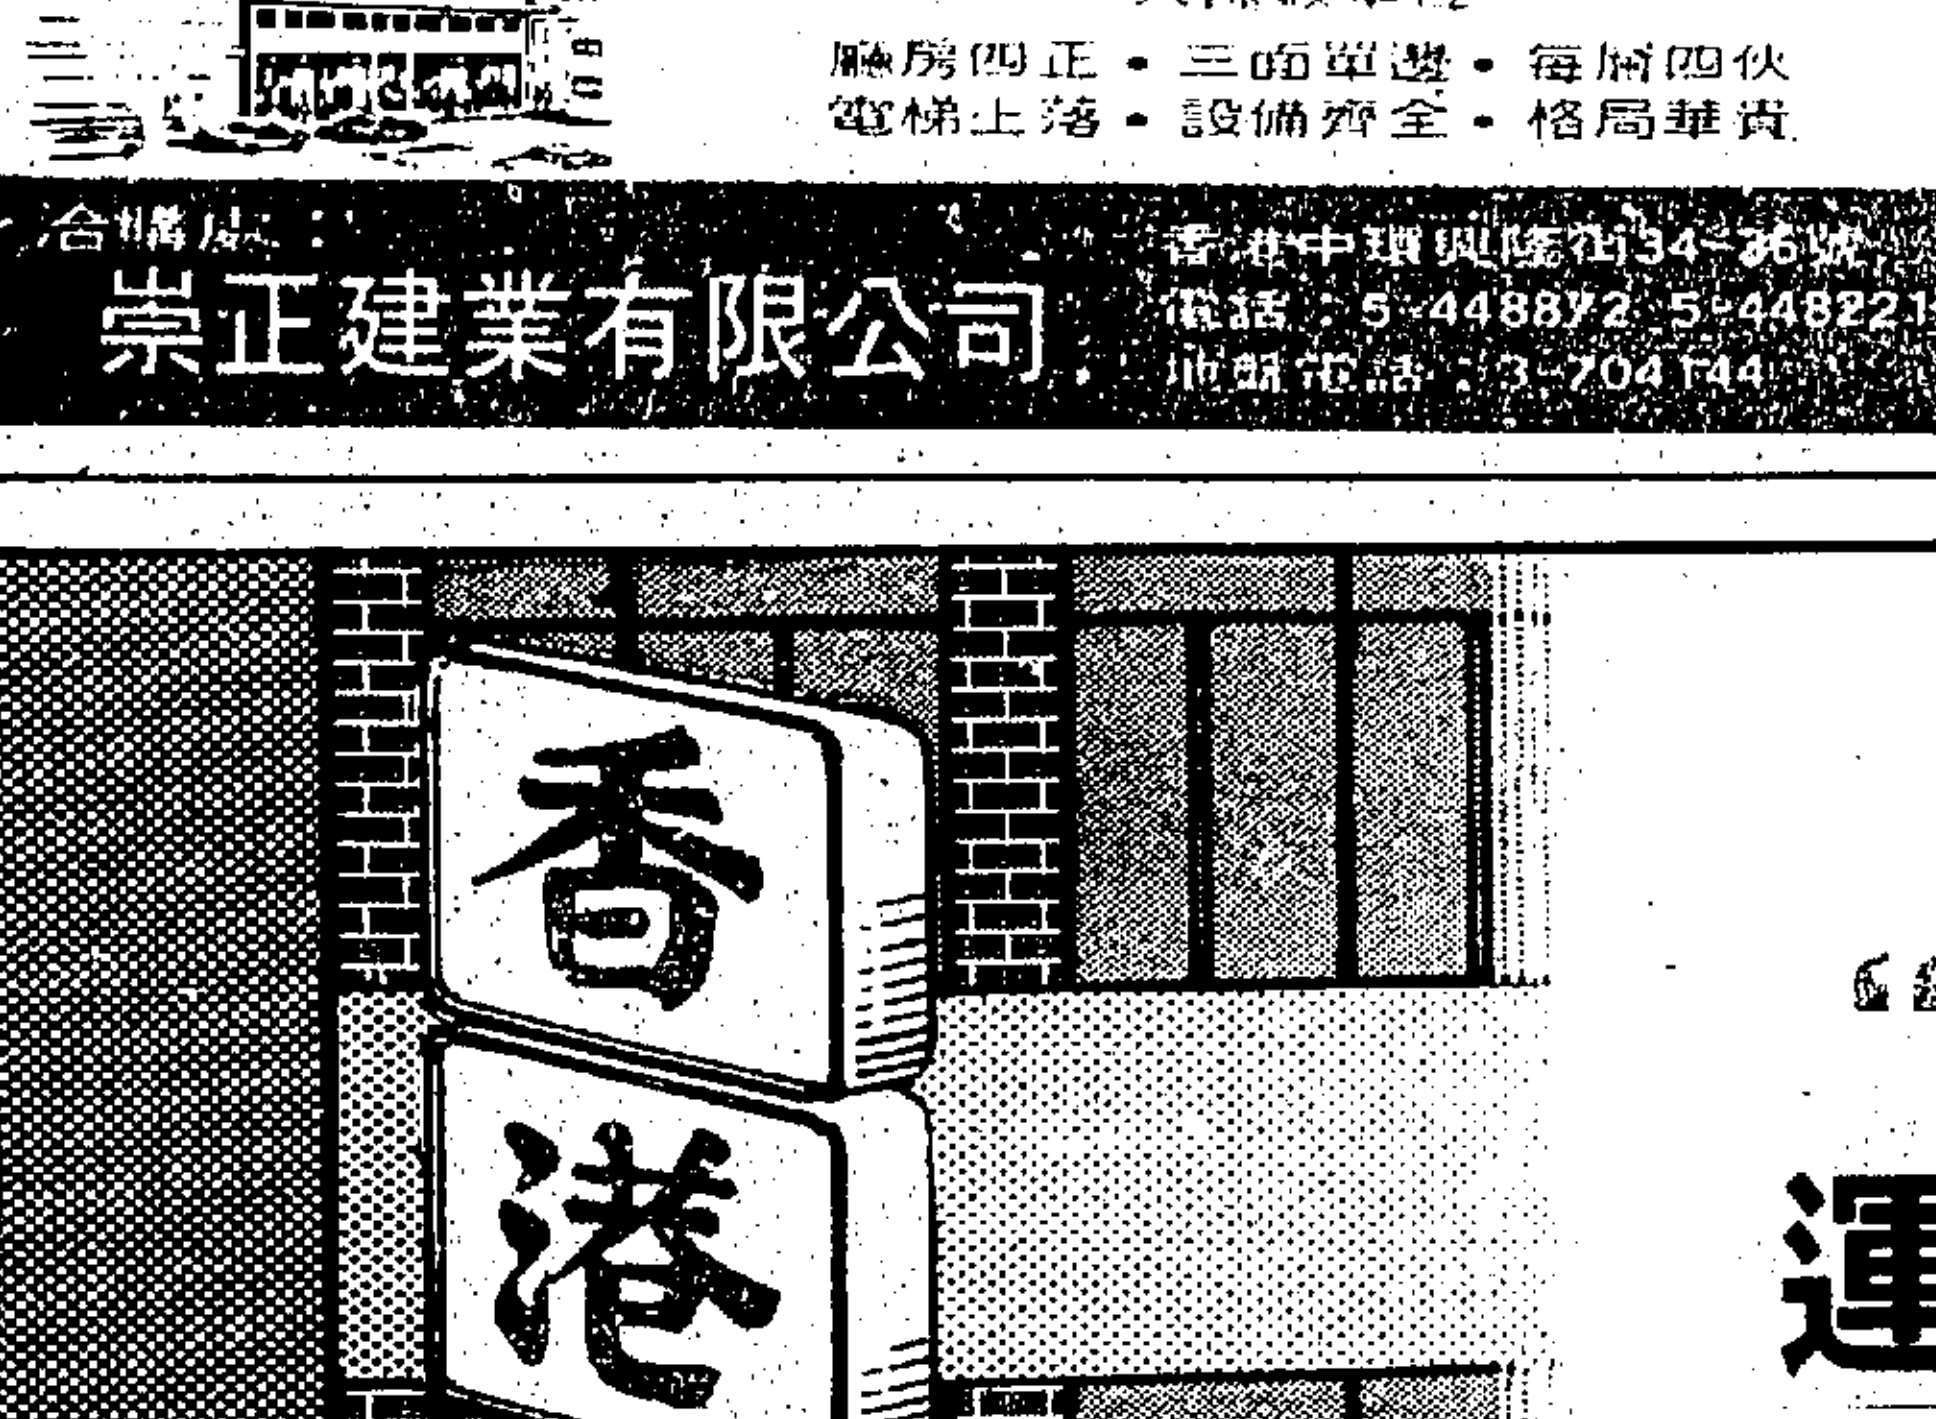 廳房四正•三面單邊•每層四伙
電梯上落•設備齊全•格局華貴
合購處：
崇正建業有限公司
香港中環興隆街34-36號
電話：5-448872 5-448221
地盤電話：3-704144
香
港
運